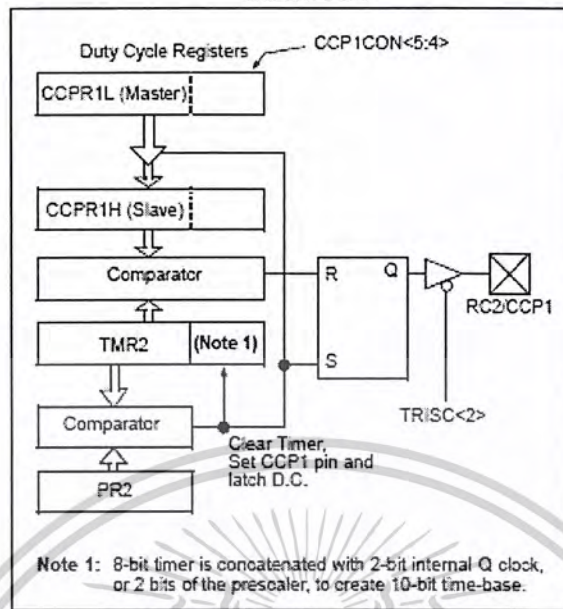 Duty Cycle Registers
CCP1CON<5:4>
CCPR1L (Master)
CCPR1H (Slave)
Comparator
R
Q
RC2/CCP1
TMR2
(Note 1)
S
TRISC<2>
Comparator
Clear Timer,
Set CCP1 pin and
latch D.C.
PR2
Note 1: 8-bit timer is concatenated with 2-bit internal Q clock,
or 2 bits of the prescaler, to create 10-bit time-base.